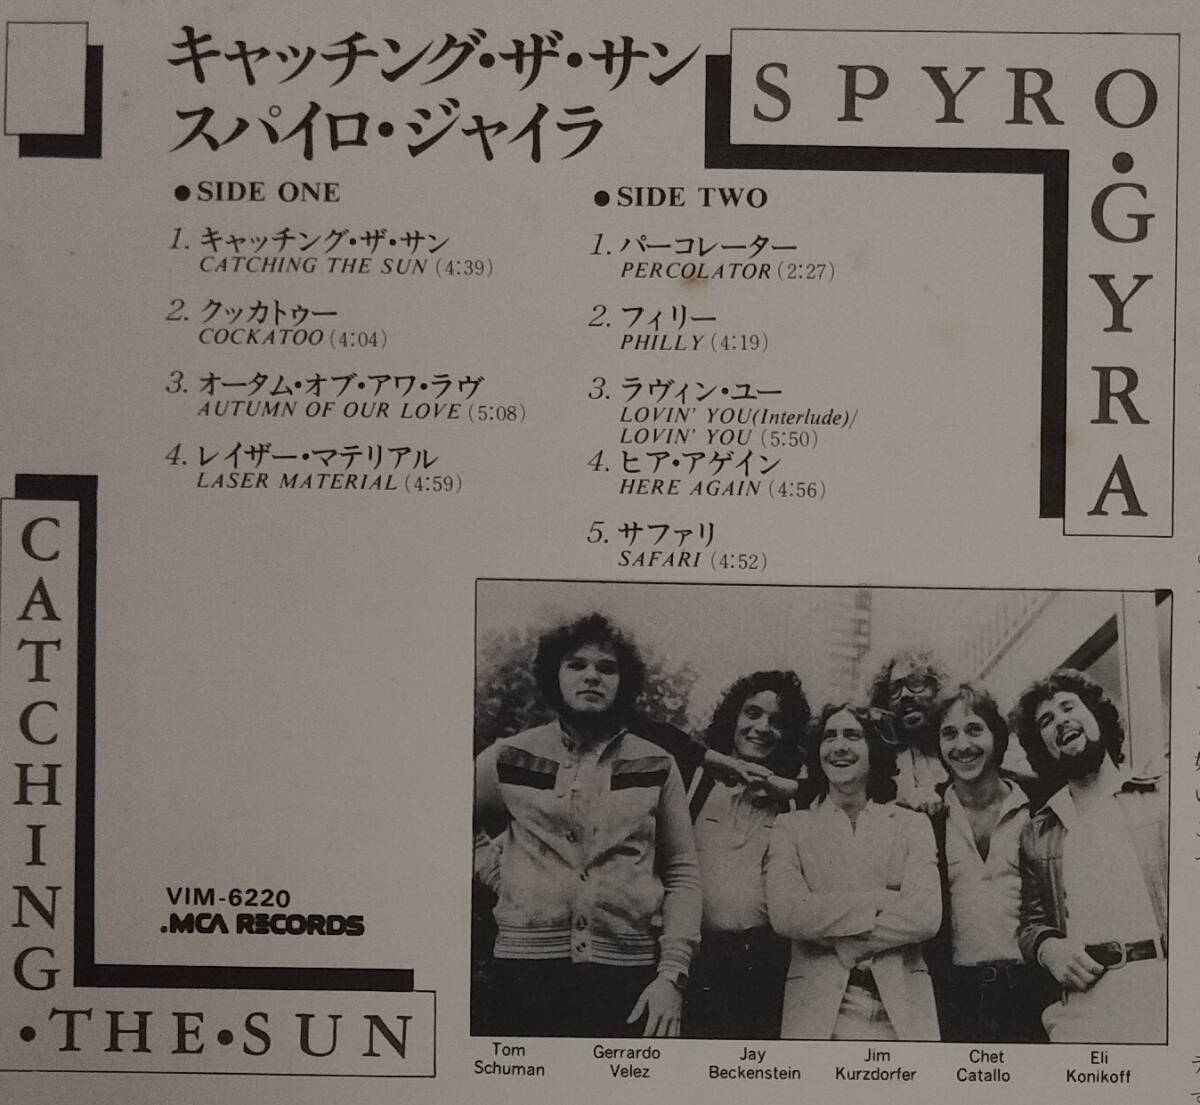 キャッチング・ザ・サン
スパイロ・ジャイラ
SPYRO・GYRA
●SIDE ONE
1. キャッチング・ザ・サン
CATCHING THE SUN (4:39)
2. クッカトゥー
COCKATOO (4:04)
3. オータム・オブ・アワ・ラヴ
AUTUMN OF OUR LOVE (5:08)
4. レイザー・マテリアル
LASER MATERIAL (4:59)
●SIDE TWO
1. パーコレーター
PERCOLATOR (2:27)
2. フィリー
PHILLY (4:19)
3. ラヴィン・ユー
LOVIN' YOU(Interlude)/
LOVIN' YOU (5:50)
4. ヒア・アゲイン
HERE AGAIN (4:56)
5. サファリ
SAFARI (4:52)
CATCHING
・THE・SUN
VIM-6220
.MCA RECORDS
Tom
Schuman
Gerrardo
Velez
Jay
Beckenstein
Jim
Kurzdorfer
Chet
Catallo
Eli
Konikoff